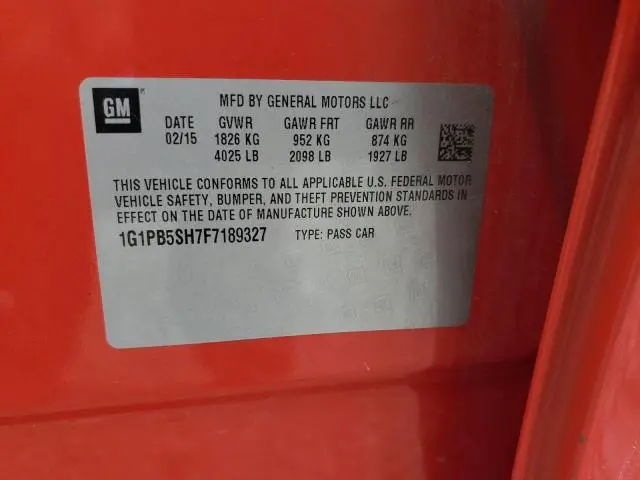 GM
MFD BY GENERAL MOTORS LLC
DATE GVWR GAWR FRT GAWR RR
02/15 1826 KG 952 KG 874 KG
4025 LB 2098 LB 1927 LB
THIS VEHICLE CONFORMS TO ALL APPLICABLE U.S. FEDERAL MOTOR
VEHICLE SAFETY, BUMPER, AND THEFT PREVENTION STANDARDS IN
EFFECT ON THE DATE OF MANUFACTURE SHOWN ABOVE.
1G1PB5SH7F7189327 TYPE: PASS CAR